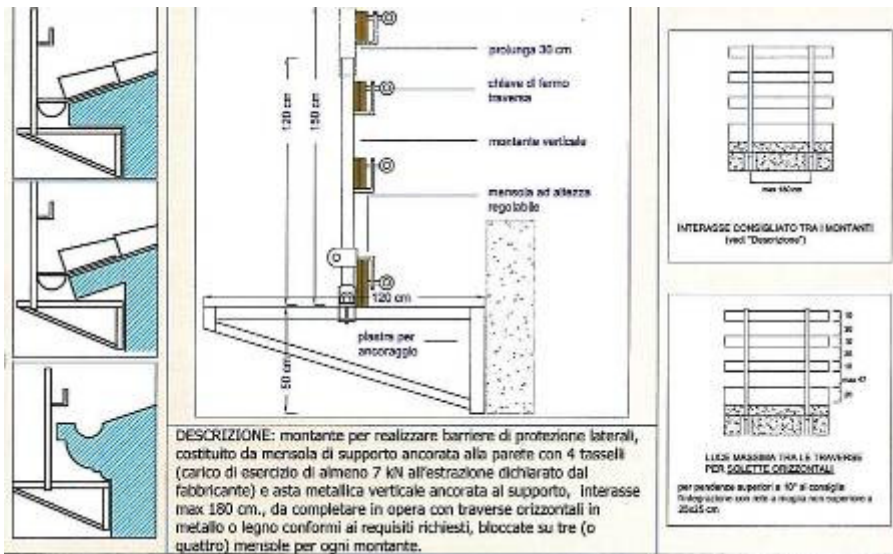 prolunga 30 cm
chiave di fermo
traversa
120 cm
150 cm
montante verticale
mensola ad altezza
regolabile
120 cm
piastra per
ancoraggio
50 cm
DESCRIZIONE: montante per realizzare barriere di protezione laterali,
costituito da mensola di supporto ancorata alla parete con 4 tasselli
(carico di esercizio di almeno 7 kN all'estrazione dichiarato dal
fabbricante) e asta metallica verticale ancorata al supporto, interasse
max 180 cm., da completare in opera con traverse orizzontali in
metallo o legno conformi ai requisiti richiesti, bloccate su tre (o
quattro) mensole per ogni montante.
max 180cm
INTERASSE CONSIGLIATO TRA I MONTANTI
(vedi "Descrizione")
max 47
20
LUCE MASSIMA TRA LE TRAVERSE
PER SOLETTE ORIZZONTALI
per pendenze superiori a 10° si consiglia
l'integrazione con rete a maglia non superiore a
25x25 cm